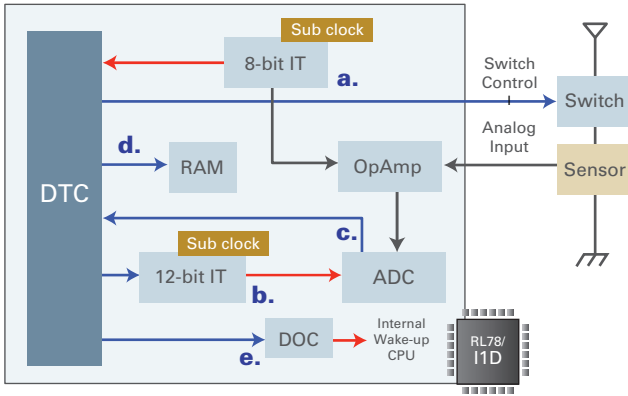 Sub clock
8-bit IT
a.
Switch
Control
Switch
d.
RAM
OpAmp
Analog
Input
Sensor
DTC
c.
Sub clock
12-bit IT
b.
ADC
e.
DOC
Internal
Wake-up
CPU
RL78/
I1D